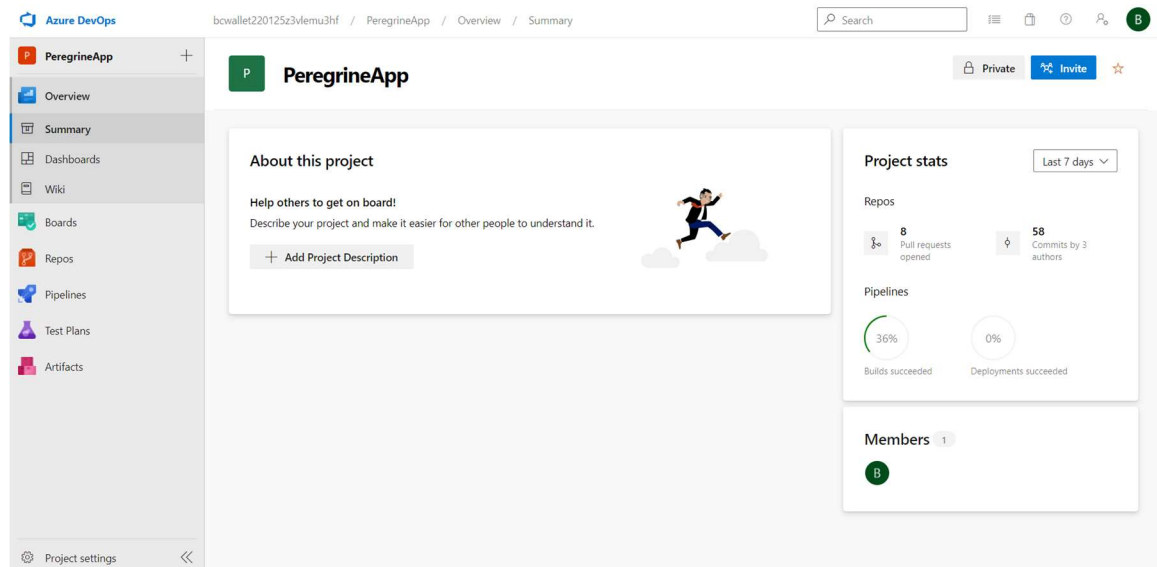 Azure DevOps
bcwallet220125z3vlemu3hf / PeregrineApp / Overview / Summary
Search
B
P PeregrineApp
Overview
Summary
Dashboards
Wiki
Boards
Repos
Pipelines
Test Plans
Artifacts
Project settings
P PeregrineApp
Private
Invite
About this project
Help others to get on board!
Describe your project and make it easier for other people to understand it.
Add Project Description
Project stats
Last 7 days
Repos
8
Pull requests
opened
58
Commits by 3
authors
Pipelines
36%
Builds succeeded
0%
Deployments succeeded
Members 1
B